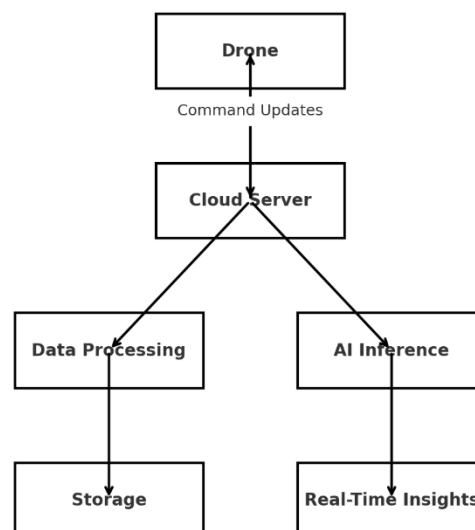 Drone
Command Updates
Cloud Server
Data Processing
AI Inference
Storage
Real-Time Insights